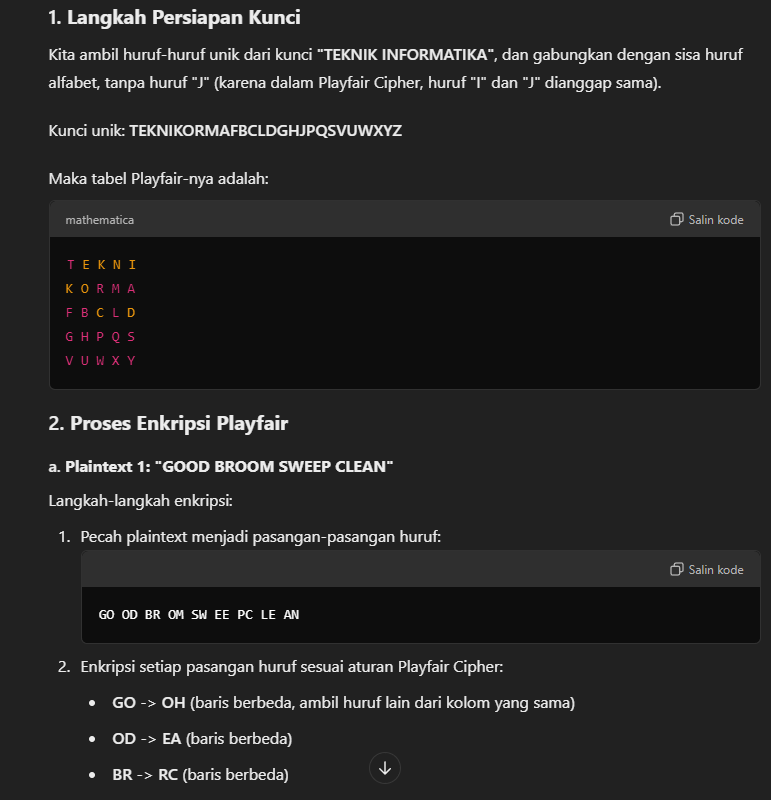 1. Langkah Persiapan Kunci
Kita ambil huruf-huruf unik dari kunci "TEKNIK INFORMATIKA", dan gabungkan dengan sisa huruf
alfabet, tanpa huruf "J" (karena dalam Playfair Cipher, huruf "I" dan "J" dianggap sama).
Kunci unik: TEKNIKORMAFBCLDGHJPQSVUWXYZ
Maka tabel Playfair-nya adalah:
mathematica
Salin kode
T E K N I
K O R M A
F B C L D
G H P Q S
V U W X Y
2. Proses Enkripsi Playfair
a. Plaintext 1: "GOOD BROOM SWEEP CLEAN"
Langkah-langkah enkripsi:
1. Pecah plaintext menjadi pasangan-pasangan huruf:
Salin kode
GO OD BR OM SW EE PC LE AN
2. Enkripsi setiap pasangan huruf sesuai aturan Playfair Cipher:
• GO -> OH (baris berbeda, ambil huruf lain dari kolom yang sama)
• OD -> EA (baris berbeda)
• BR -> RC (baris berbeda)